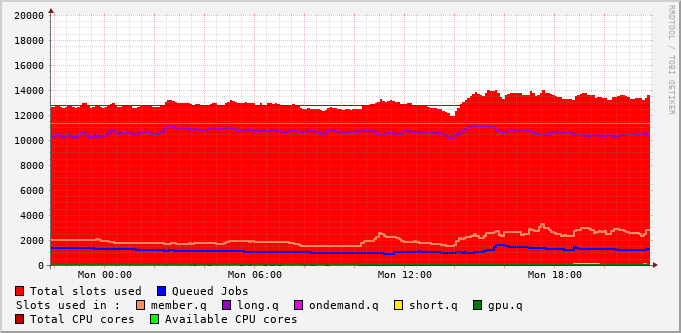 20000
18000
16000
14000
12000
10000
8000
6000
4000
2000
0
Mon 00:00 Mon 06:00 Mon 12:00 Mon 18:00
RRDTOOL / TOBI OETIKER
Total slots used Queued Jobs
Slots used in : member.q long.q ondemand.q short.q gpu.q
Total CPU cores Available CPU cores